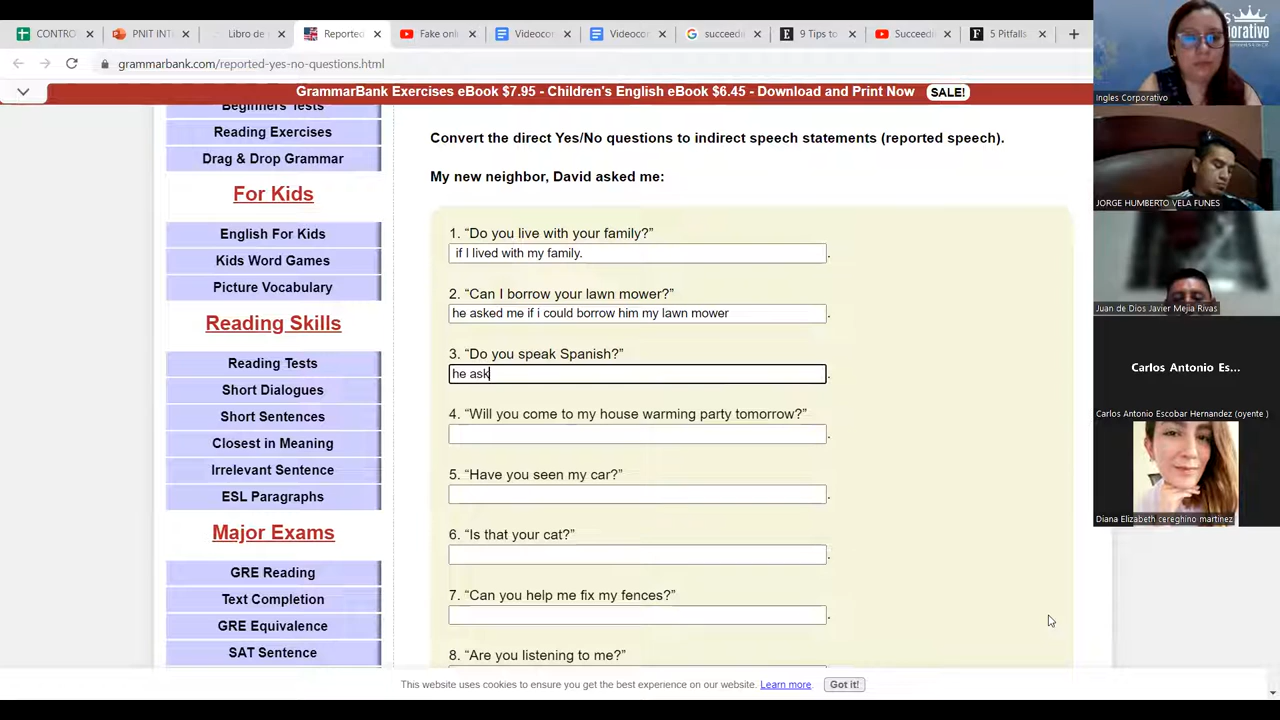 CONTRO
PNIT INT
Libro de
Reported
Fake onl
Videocor
Videocor
succeedi
9 Tips to
Succeed
5 Pitfalls
grammarbank.com/reported-yes-no-questions.html
GrammarBank Exercises eBook $7.95 - Children's English eBook $6.45 - Download and Print Now SALE!
Beginners Tests
Reading Exercises
Drag & Drop Grammar
For Kids
English For Kids
Kids Word Games
Picture Vocabulary
Reading Skills
Reading Tests
Short Dialogues
Short Sentences
Closest in Meaning
Irrelevant Sentence
ESL Paragraphs
Major Exams
GRE Reading
Text Completion
GRE Equivalence
SAT Sentence
Convert the direct Yes/No questions to indirect speech statements (reported speech).
My new neighbor, David asked me:
1. “Do you live with your family?”
if I lived with my family. .
2. “Can I borrow your lawn mower?”
he asked me if i could borrow him my lawn mower .
3. “Do you speak Spanish?”
he ask .
4. “Will you come to my house warming party tomorrow?”
.
5. “Have you seen my car?”
.
6. “Is that your cat?”
.
7. “Can you help me fix my fences?”
.
8. “Are you listening to me?”
This website uses cookies to ensure you get the best experience on our website. Learn more. Got it!
Ingles Corporativo
JORGE HUMBERTO VELA FUNES
Juan de Dios Javier Mejia Rivas
Carlos Antonio Es...
Carlos Antonio Escobar Hernandez (oyente )
Diana Elizabeth cereghino martinez